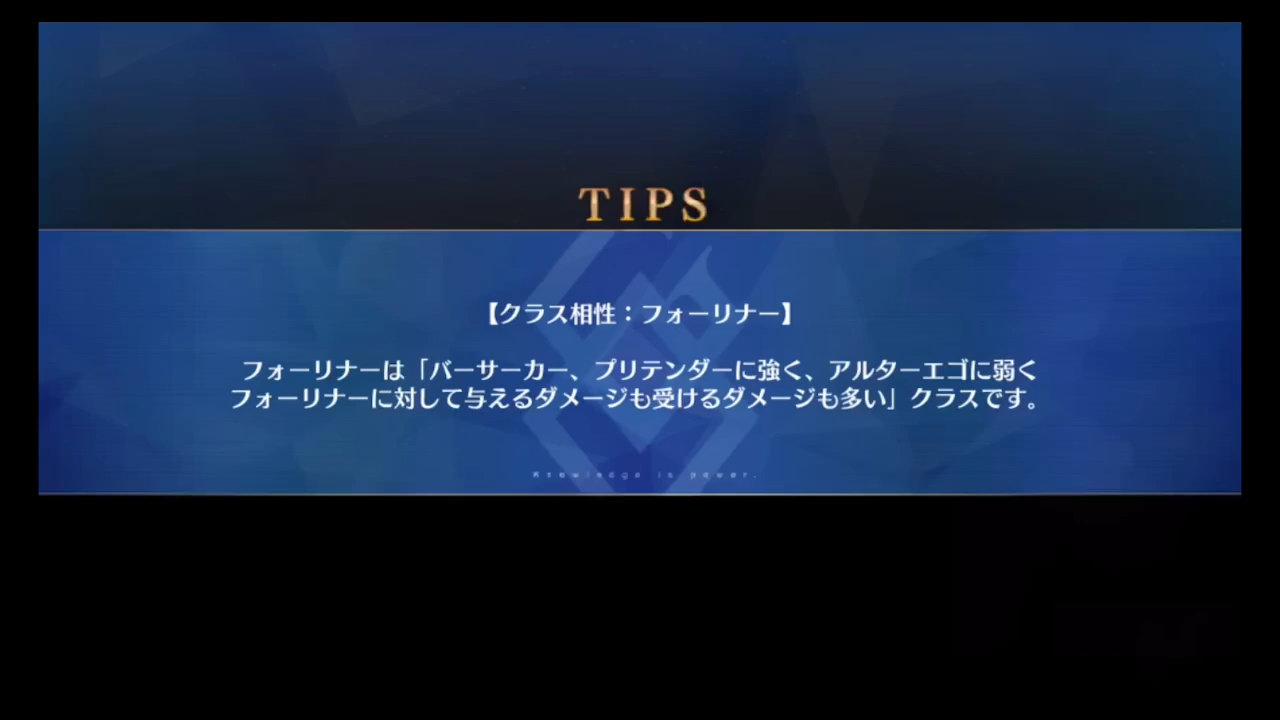 TIPS
【クラス相性：フォーリナー】
フォーリナーは「バーサーカー、プリテンダーに強く、アルターエゴに弱く
フォーリナーに対して与えるダメージも受けるダメージも多い」クラスです。
Knowledge is power.